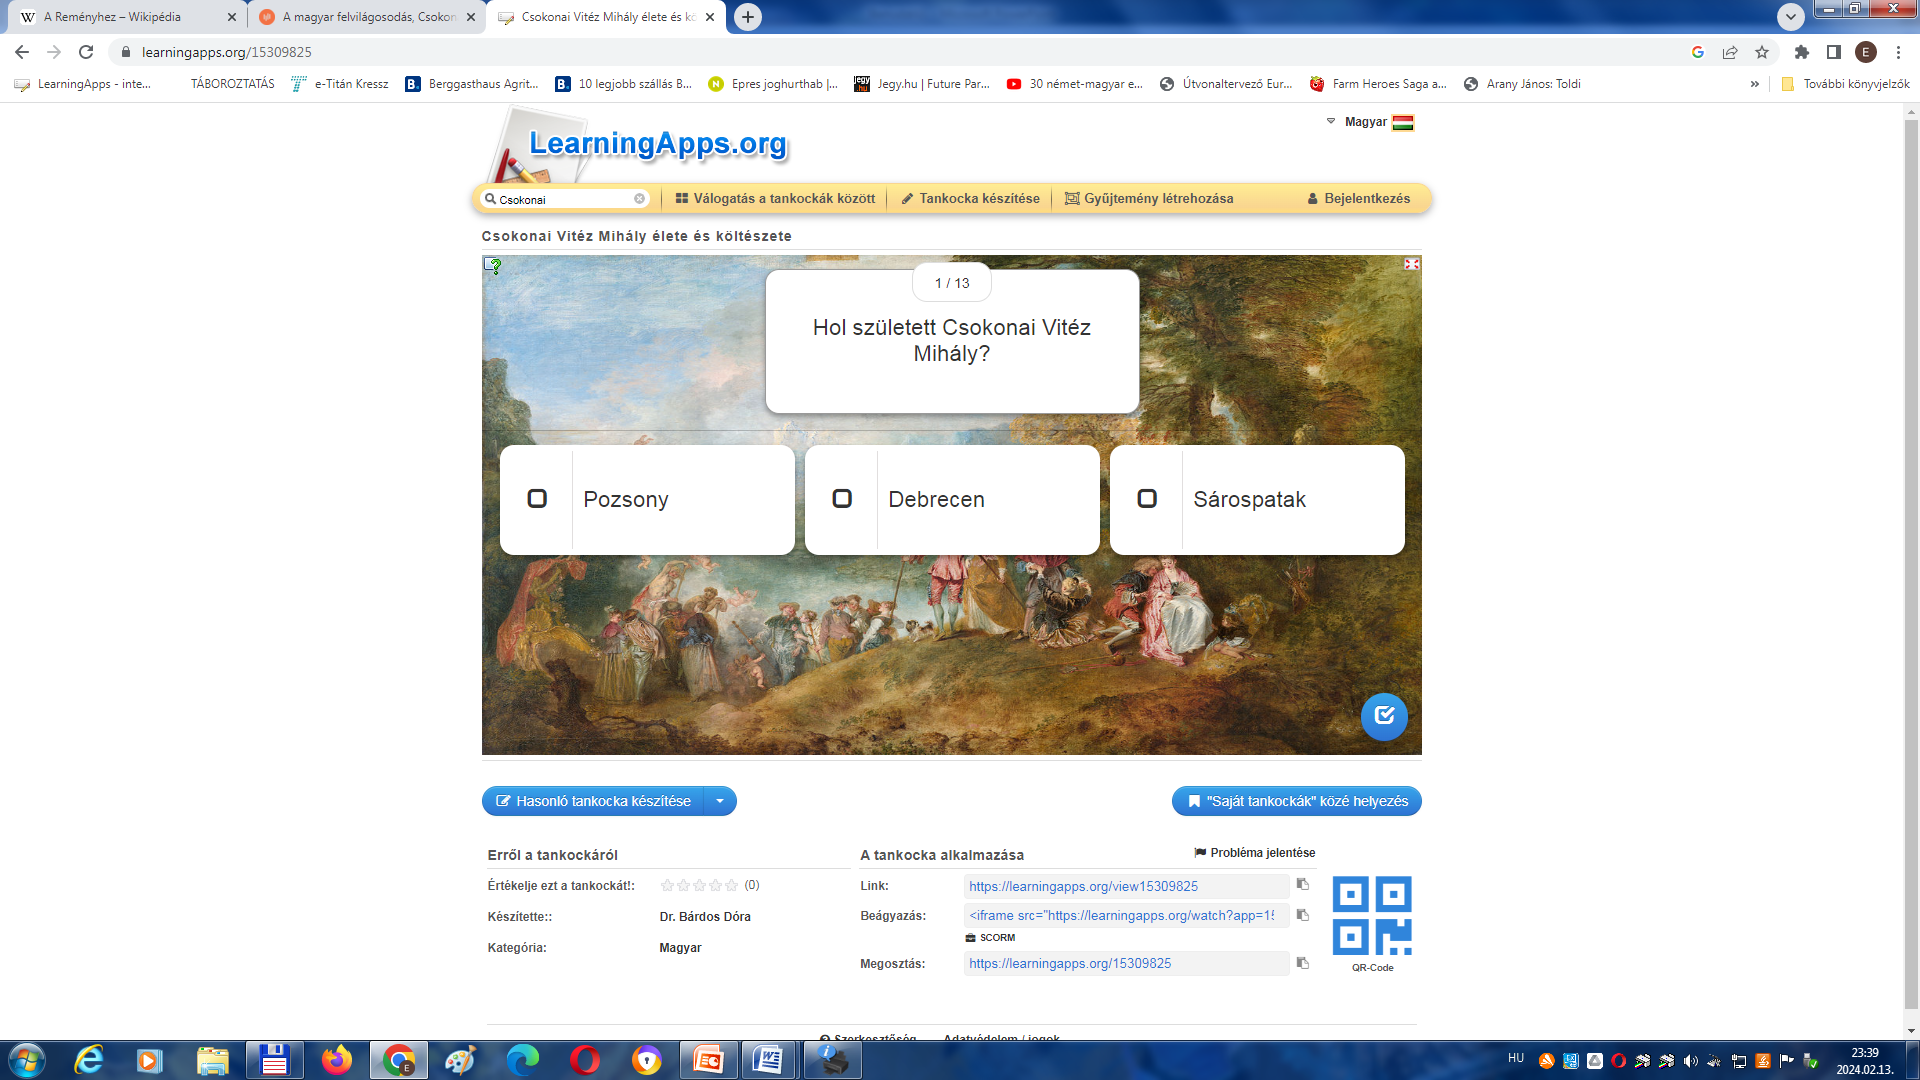 A Reményhez – Wikipédia
A magyar felvilágosodás, Csokon
Csokonai Vitéz Mihály élete és kö
learningapps.org/15309825
E
LearningApps - inte...
TÁBOROZTATÁS
e-Titán Kressz
Berggasthaus Agrit...
10 legjobb szállás B...
Epres joghurthab |...
Jegy.hu | Future Par...
30 német-magyar e...
Útvonaltervező Eur...
Farm Heroes Saga a...
Arany János: Toldi
»
További könyvjelzők
LearningApps.org
Magyar
Csokonai
Válogatás a tankockák között
Tankocka készítése
Gyűjtemény létrehozása
Bejelentkezés
Csokonai Vitéz Mihály élete és költészete
1 / 13
Hol született Csokonai Vitéz
Mihály?
Pozsony
Debrecen
Sárospatak
Hasonló tankocka készítése
"Saját tankockák" közé helyezés
Erről a tankockáról
Értékelje ezt a tankockát!:
(0)
Készítette::
Dr. Bárdos Dóra
Kategória:
Magyar
A tankocka alkalmazása
Probléma jelentése
Link:
https://learningapps.org/view15309825
Beágyazás:
<iframe src="https://learningapps.org/watch?app=15
SCORM
Megosztás:
https://learningapps.org/15309825
QR-Code
Szerkesztőség
Adatvédelem / jogok
HU
23:39
2024.02.13.